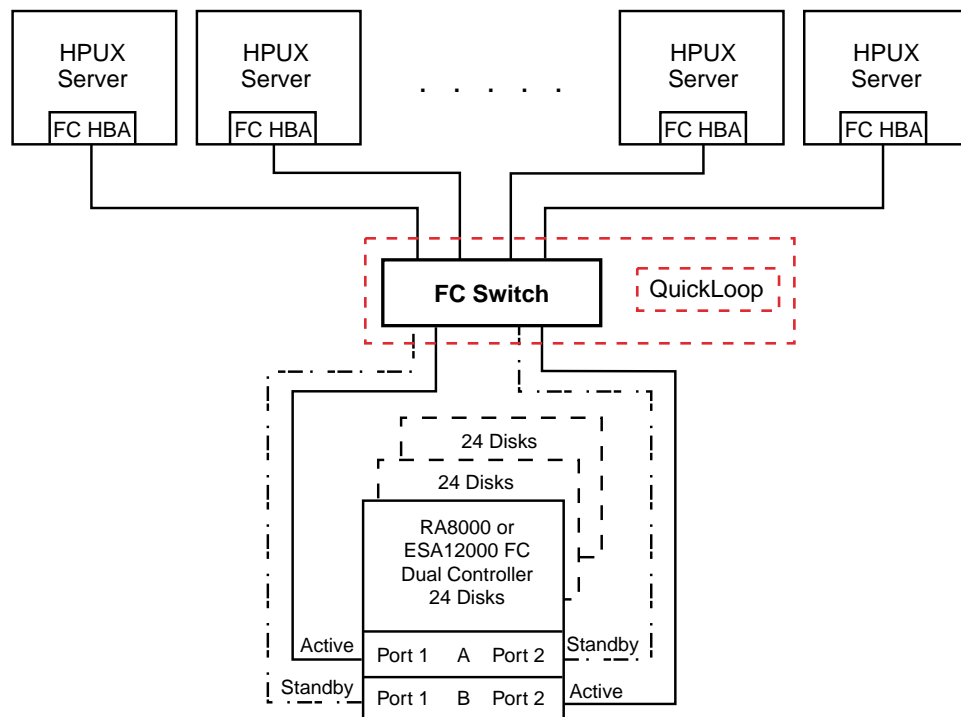 HPUX
Server
FC HBA
HPUX
Server
FC HBA
. . . . .
HPUX
Server
FC HBA
HPUX
Server
FC HBA
FC Switch
QuickLoop
24 Disks
24 Disks
RA8000 or
ESA12000 FC
Dual Controller
24 Disks
Active
Port 1 A Port 2
Standby
Standby
Port 1 B Port 2
Active